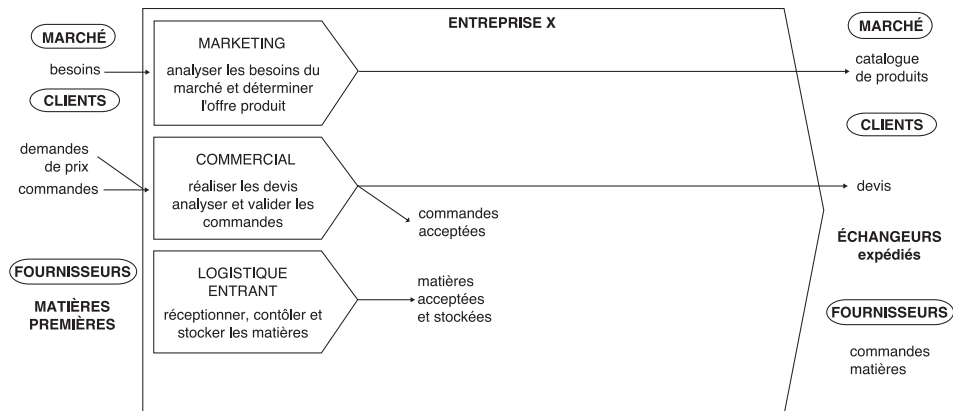 ENTREPRISE X
MARCHÉ
besoins
CLIENTS
demandes
de prix
commandes
FOURNISSEURS
MATIÈRES
PREMIÈRES
MARKETING
analyser les besoins du
marché et déterminer
l'offre produit
COMMERCIAL
réaliser les devis
analyser et valider les
commandes
LOGISTIQUE
ENTRANT
réceptionner, contôler et
stocker les matières
commandes
acceptées
matières
acceptées
et stockées
MARCHÉ
catalogue
de produits
CLIENTS
devis
ÉCHANGEURS
expédiés
FOURNISSEURS
commandes
matières